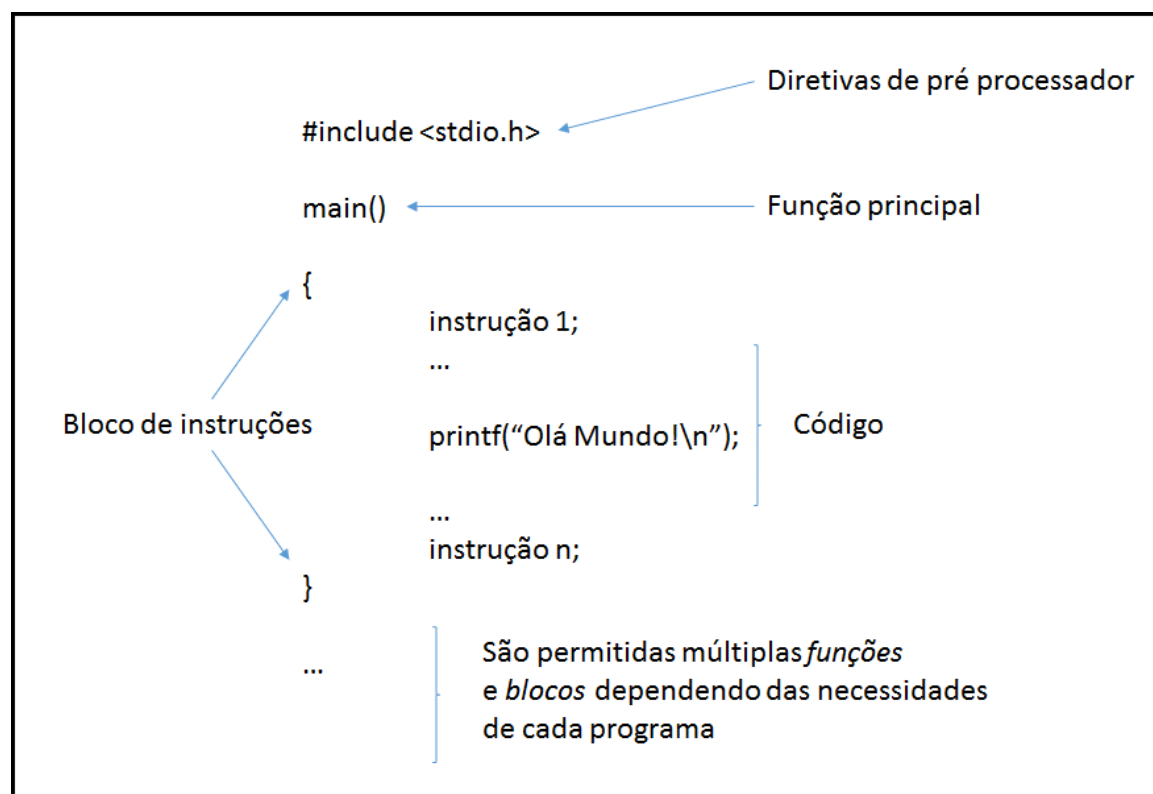 Diretivas de pré processador
#include <stdio.h>
main()
Função principal
{
instrução 1;
...
Bloco de instruções
printf(“Olá Mundo!\n”);
Código
...
instrução n;
}
...
São permitidas múltiplas funções
e blocos dependendo das necessidades
de cada programa